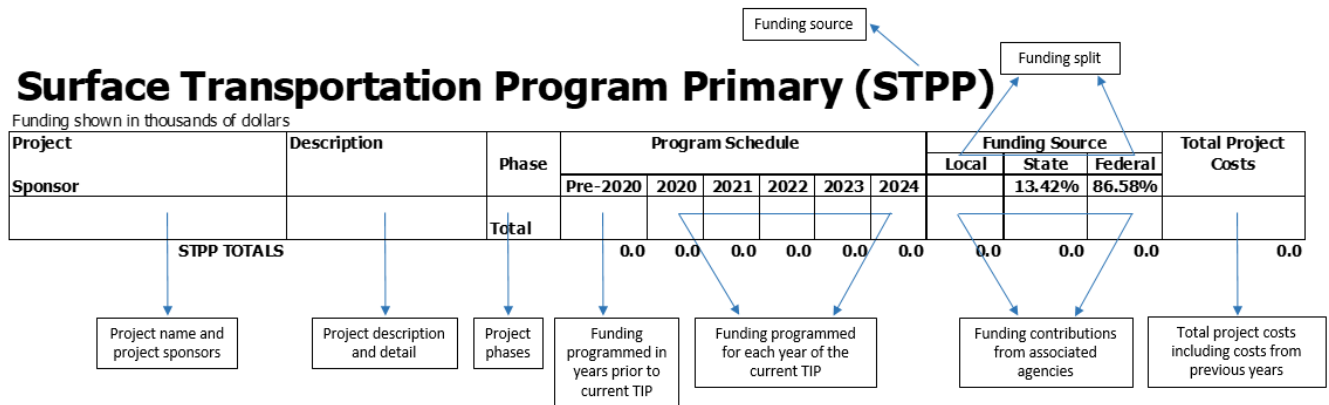 Funding source
Funding split
Surface Transportation Program Primary (STPP)
Funding shown in thousands of dollars
Project
Sponsor
Description
Phase
Program Schedule
Pre-2020 2020 2021 2022 2023 2024
Funding Source
Local State Federal
13.42% 86.58%
Total Project
Costs
Total
STPP TOTALS 0.0 0.0 0.0 0.0 0.0 0.0 0.0 0.0 0.0 0.0
Project name and
project sponsors
Project description
and detail
Project
phases
Funding
programmed in
years prior to
current TIP
Funding programmed
for each year of the
current TIP
Funding contributions
from associated
agencies
Total project costs
including costs from
previous years